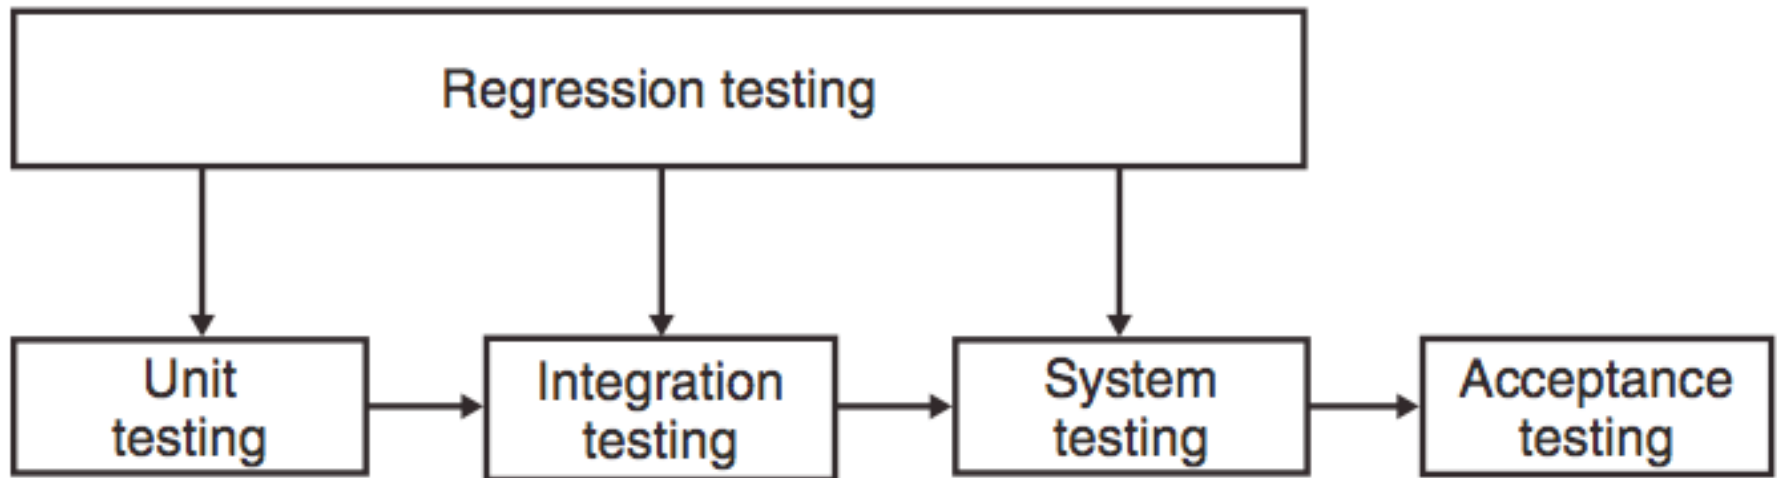 Regression testing
Unit
testing
Integration
testing
System
testing
Acceptance
testing